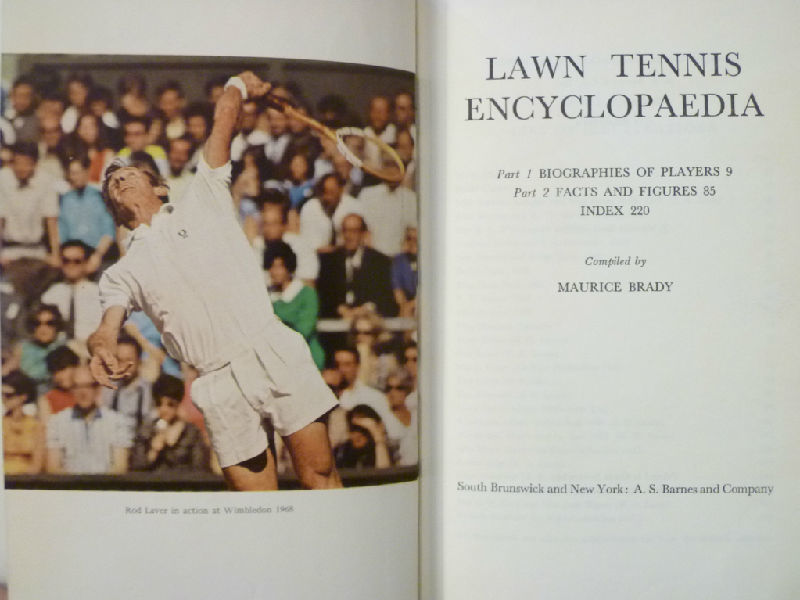 Rod Laver in action at Wimbledon 1968
LAWN TENNIS
ENCYCLOPAEDIA
Part 1 BIOGRAPHIES OF PLAYERS 9
Part 2 FACTS AND FIGURES 85
INDEX 220
Compiled by
MAURICE BRADY
South Brunswick and New York: A. S. Barnes and Company